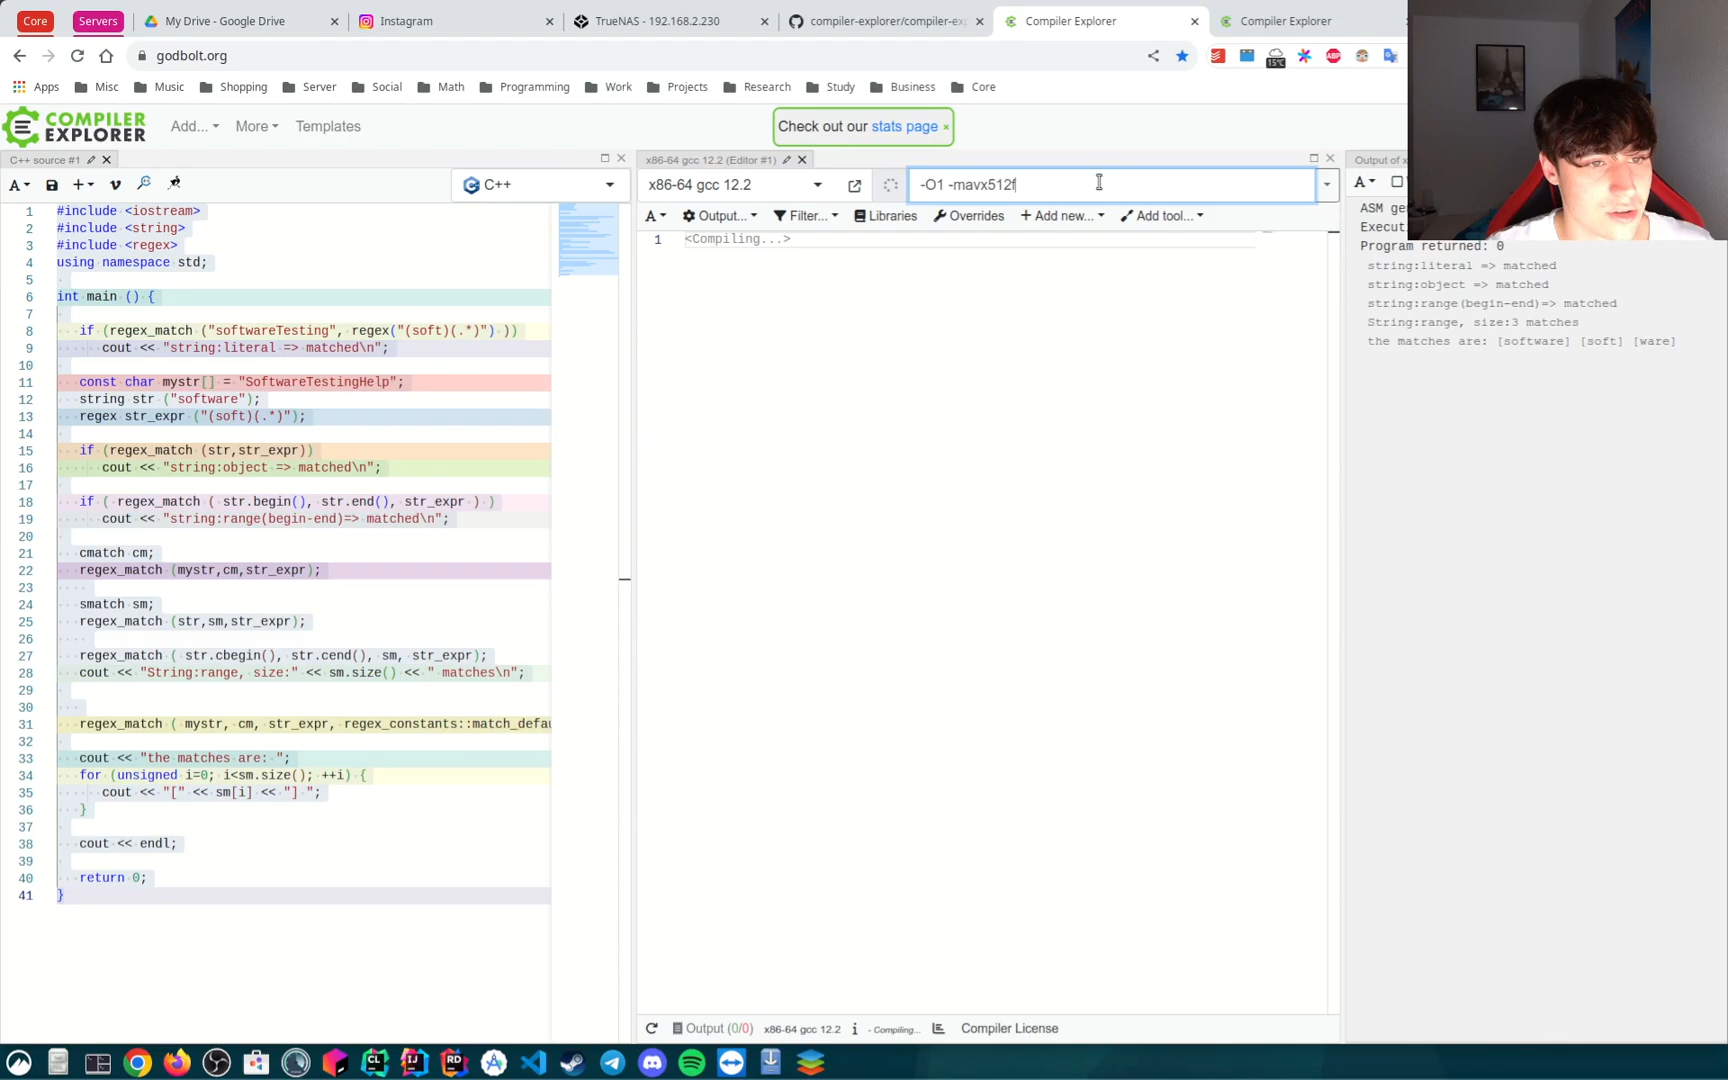 Core Servers My Drive - Google Drive Instagram TrueNAS - 192.168.2.230 compiler-explorer/compiler-ex Compiler Explorer Compiler Explorer
godbolt.org
15°C ABP
Apps Misc Music Shopping Server Social Math Programming Work Projects Research Study Business Core
COMPILER EXPLORER Add... More Templates Check out our stats page ×
C++ source #1 x86-64 gcc 12.2 (Editor #1) Output of x
A C++ x86-64 gcc 12.2 -O1 -mavx512f A
A Output... Filter... Libraries Overrides + Add new... Add tool...
1 #include <iostream>
2 #include <string>
3 #include <regex>
4 using namespace std;
5
6 int main () {
7
8 if (regex_match ("softwareTesting", regex("(soft)(.*)") ))
9 cout << "string:literal => matched\n";
10
11 const char mystr[] = "SoftwareTestingHelp";
12 string str ("software");
13 regex str_expr ("(soft)(.*)");
14
15 if (regex_match (str,str_expr))
16 cout << "string:object => matched\n";
17
18 if ( regex_match ( str.begin(), str.end(), str_expr ) )
19 cout << "string:range(begin-end)=> matched\n";
20
21 cmatch cm;
22 regex_match (mystr,cm,str_expr);
23
24 smatch sm;
25 regex_match (str,sm,str_expr);
26
27 regex_match ( str.cbegin(), str.cend(), sm, str_expr);
28 cout << "String:range, size:" << sm.size() << " matches\n";
29
30
31 regex_match ( mystr, cm, str_expr, regex_constants::match_defau
32
33 cout << "the matches are: ";
34 for (unsigned i=0; i<sm.size(); ++i) {
35 cout << "[" << sm[i] << "] ";
36 }
37
38 cout << endl;
39
40 return 0;
41 }
1 <Compiling...>
ASM ge
Executi
Program returned: 0
string:literal => matched
string:object => matched
string:range(begin-end)=> matched
String:range, size:3 matches
the matches are: [software] [soft] [ware]
Output (0/0) x86-64 gcc 12.2 i - Compiling... Compiler License
CL IJ RD